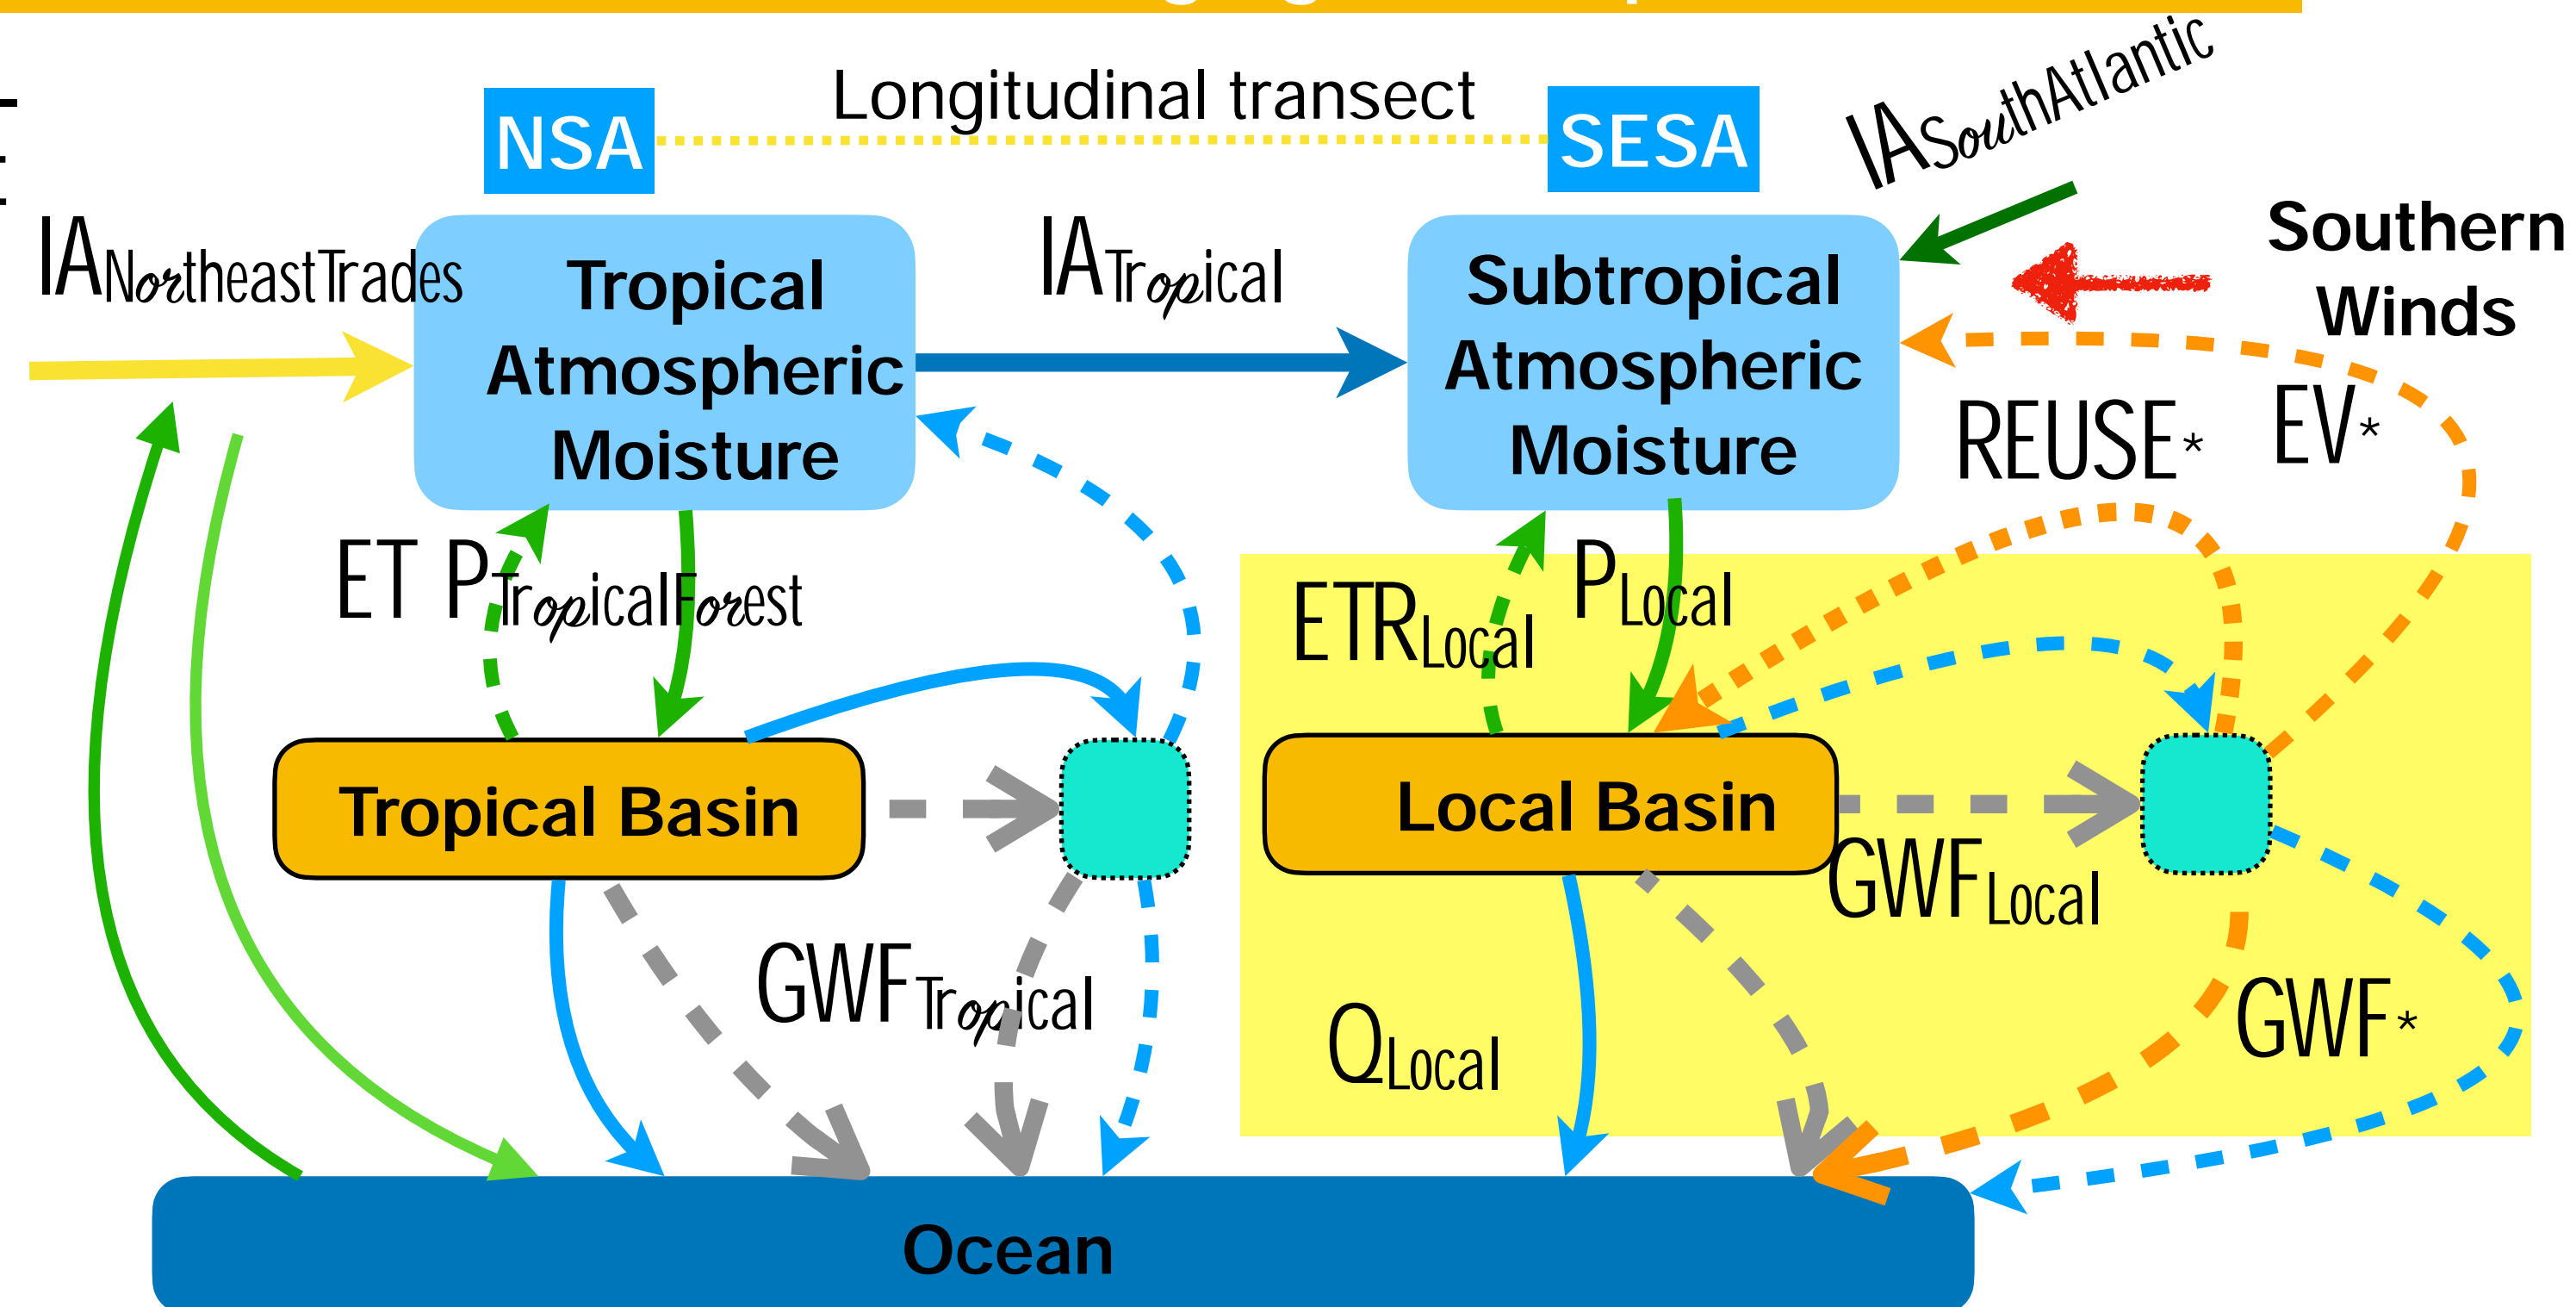 Longitudinal transect
NSA
SESA
IASouthAtlantic
IANortheastTrades
Tropical
Atmospheric
Moisture
IATropical
Subtropical
Atmospheric
Moisture
Southern
Winds
REUSE*
EV*
ET PTropicalForest
ETRLocal
PLocal
Tropical Basin
Local Basin
GWFLocal
GWFTropical
QLocal
GWF*
Ocean